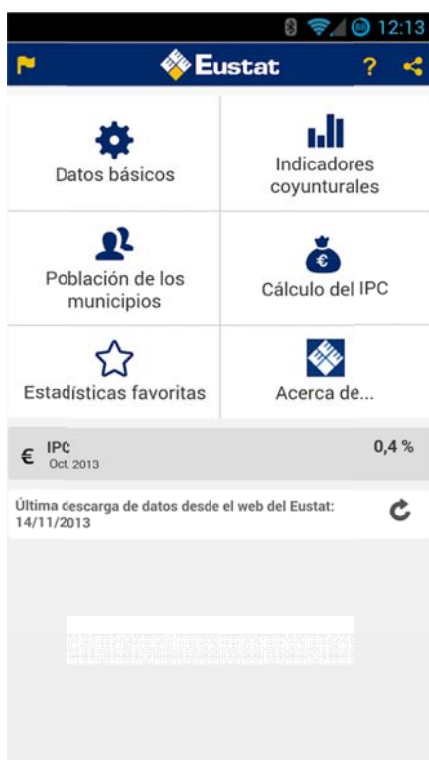 88 12:13
Eustat ?
Datos básicos
Indicadores
coyunturales
Población de los
municipios
€
Cálculo del IPC
Estadísticas favoritas
Acerca de...
€ IPC 0,4 %
Oct 2013
Última descarga de datos desde el web del Eustat:
14/11/2013